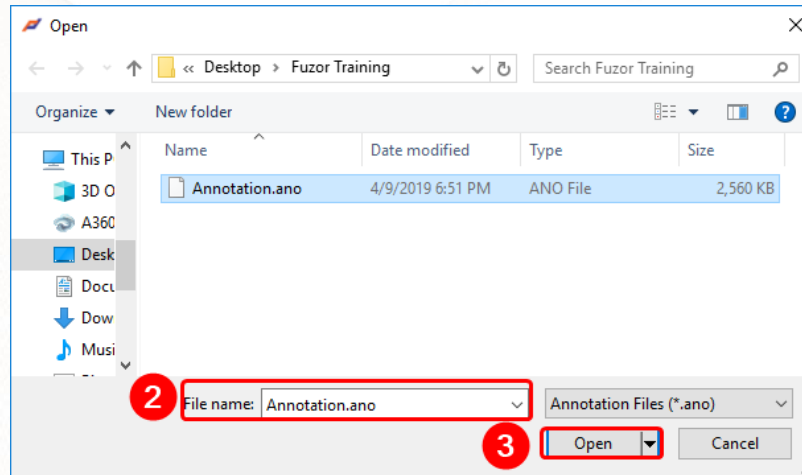 Open
« Desktop > Fuzor Training
Search Fuzor Training
Organize
New folder
Name
Date modified
Type
Size
Annotation.ano
4/9/2019 6:51 PM
ANO File
2,560 KB
This P
3D O
A360
Desk
Docu
Dow
Musi
2
File name:
Annotation.ano
Annotation Files (*.ano)
3
Open
Cancel